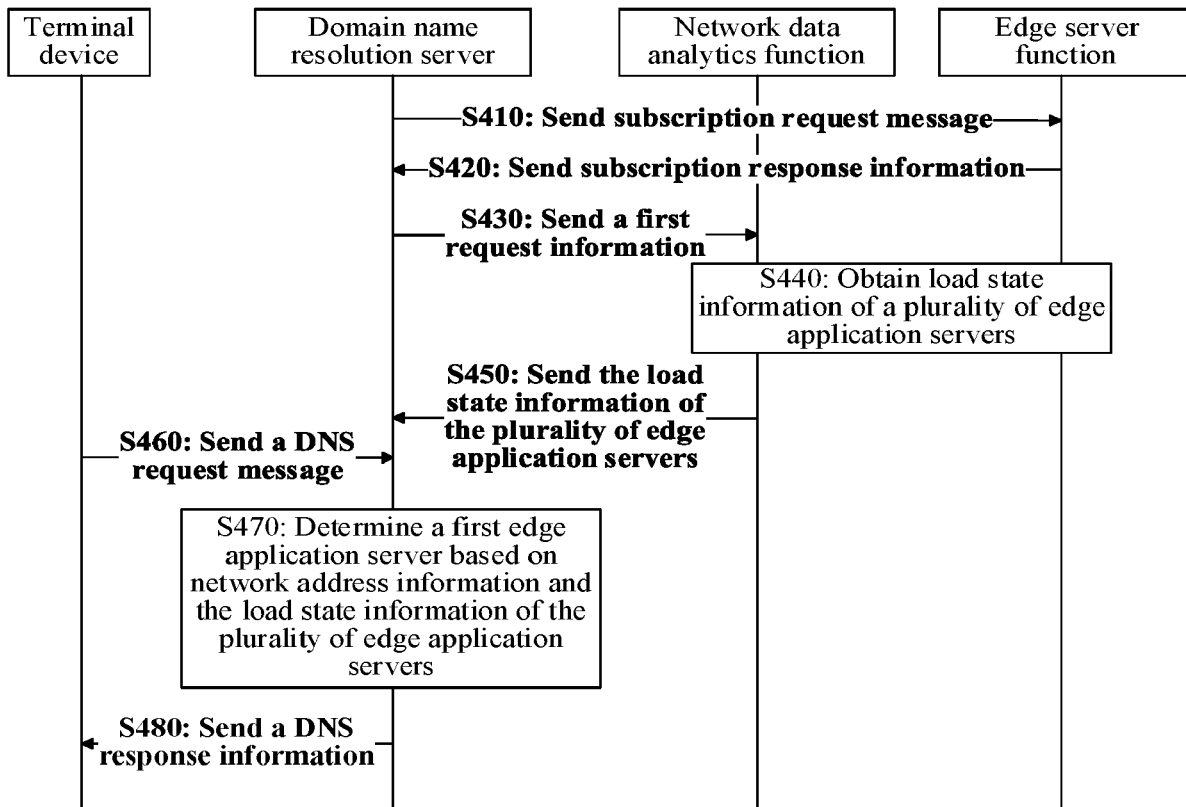 Terminal
device
Domain name
resolution server
Network data
analytics function
Edge server
function
S410: Send subscription request message
S420: Send subscription response information
S430: Send a first
request information
S440: Obtain load state
information of a plurality of edge
application servers
S450: Send the load
state information of
the plurality of edge
application servers
S460: Send a DNS
request message
S470: Determine a first edge
application server based on
network address information and
the load state information of the
plurality of edge application
servers
S480: Send a DNS
response information